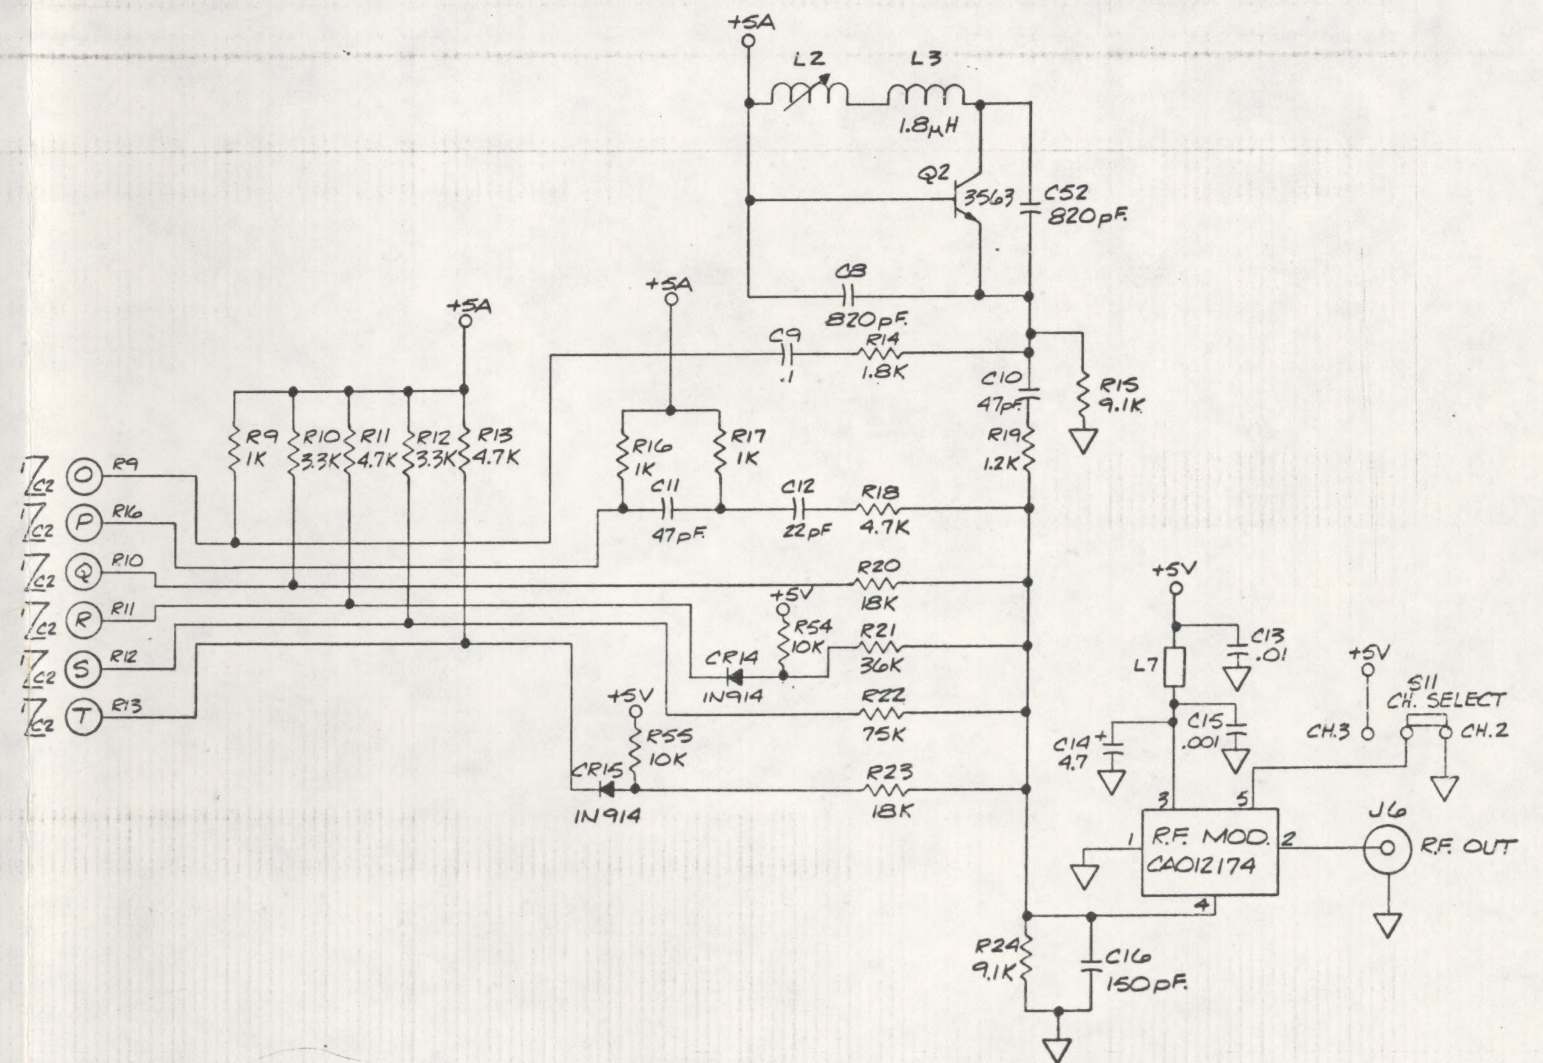 +5A
L2
L3
1.8µH
Q2
3563
C52
820pF.
C8
820pF.
+5A
+5A
C9
.1
R14
1.8K
C10
47pF.
R15
9.1K
R9
1K
R10
3.3K
R11
4.7K
R12
3.3K
R13
4.7K
R16
1K
R17
1K
R19
1.2K
C2
O
R9
C2
P
R16
C2
Q
R10
C2
R
R11
C2
S
R12
C2
T
R13
C11
47pF.
C12
22pF
R18
4.7K
R20
18K
+5V
R54
10K
R21
36K
CR14
1N914
R22
75K
+5V
R55
10K
CR15
1N914
R23
18K
+5V
C13
.01
L7
C15
.001
C14 +
4.7
+5V
S11
CH. SELECT
CH.3
CH.2
3
5
1
R.F. MOD.
CA012174
2
4
J6
R.F. OUT
R24
9.1K
C16
150pF.